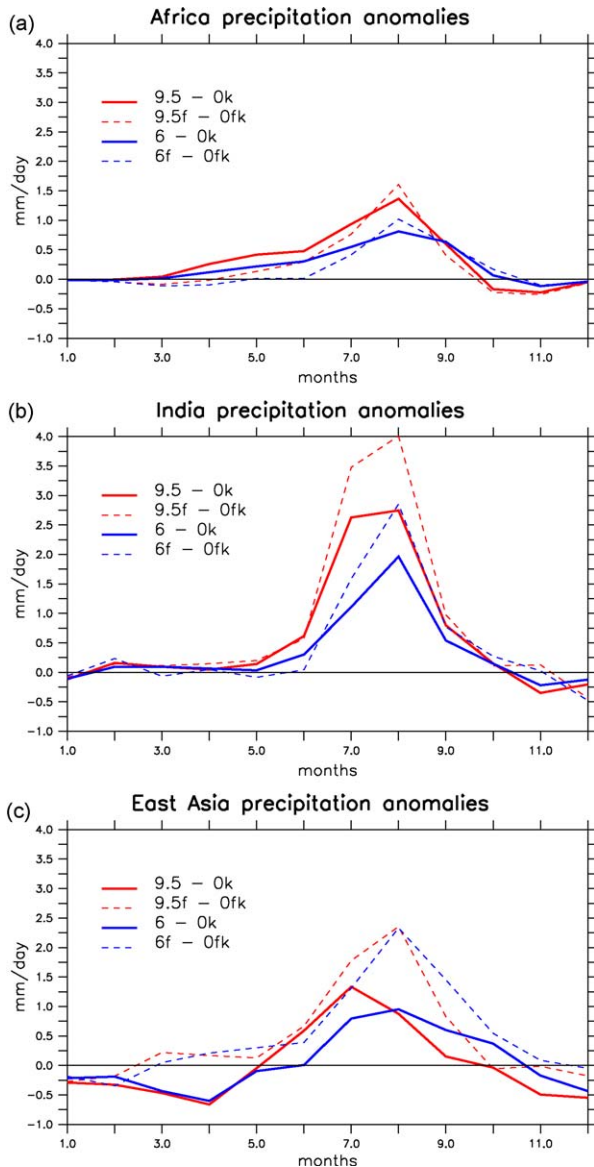 (a)
Africa precipitation anomalies
4.0
3.5
3.0
2.5
2.0
1.5
1.0
0.5
0.0
−0.5
−1.0
mm/day
9.5 − 0k
9.5f − 0fk
6 − 0k
6f − 0fk
1.0 3.0 5.0 7.0 9.0 11.0
months
(b)
India precipitation anomalies
4.0
3.5
3.0
2.5
2.0
1.5
1.0
0.5
0.0
−0.5
−1.0
mm/day
9.5 − 0k
9.5f − 0fk
6 − 0k
6f − 0fk
1.0 3.0 5.0 7.0 9.0 11.0
months
(c)
East Asia precipitation anomalies
4.0
3.5
3.0
2.5
2.0
1.5
1.0
0.5
0.0
−0.5
−1.0
mm/day
9.5 − 0k
9.5f − 0fk
6 − 0k
6f − 0fk
1.0 3.0 5.0 7.0 9.0 11.0
months